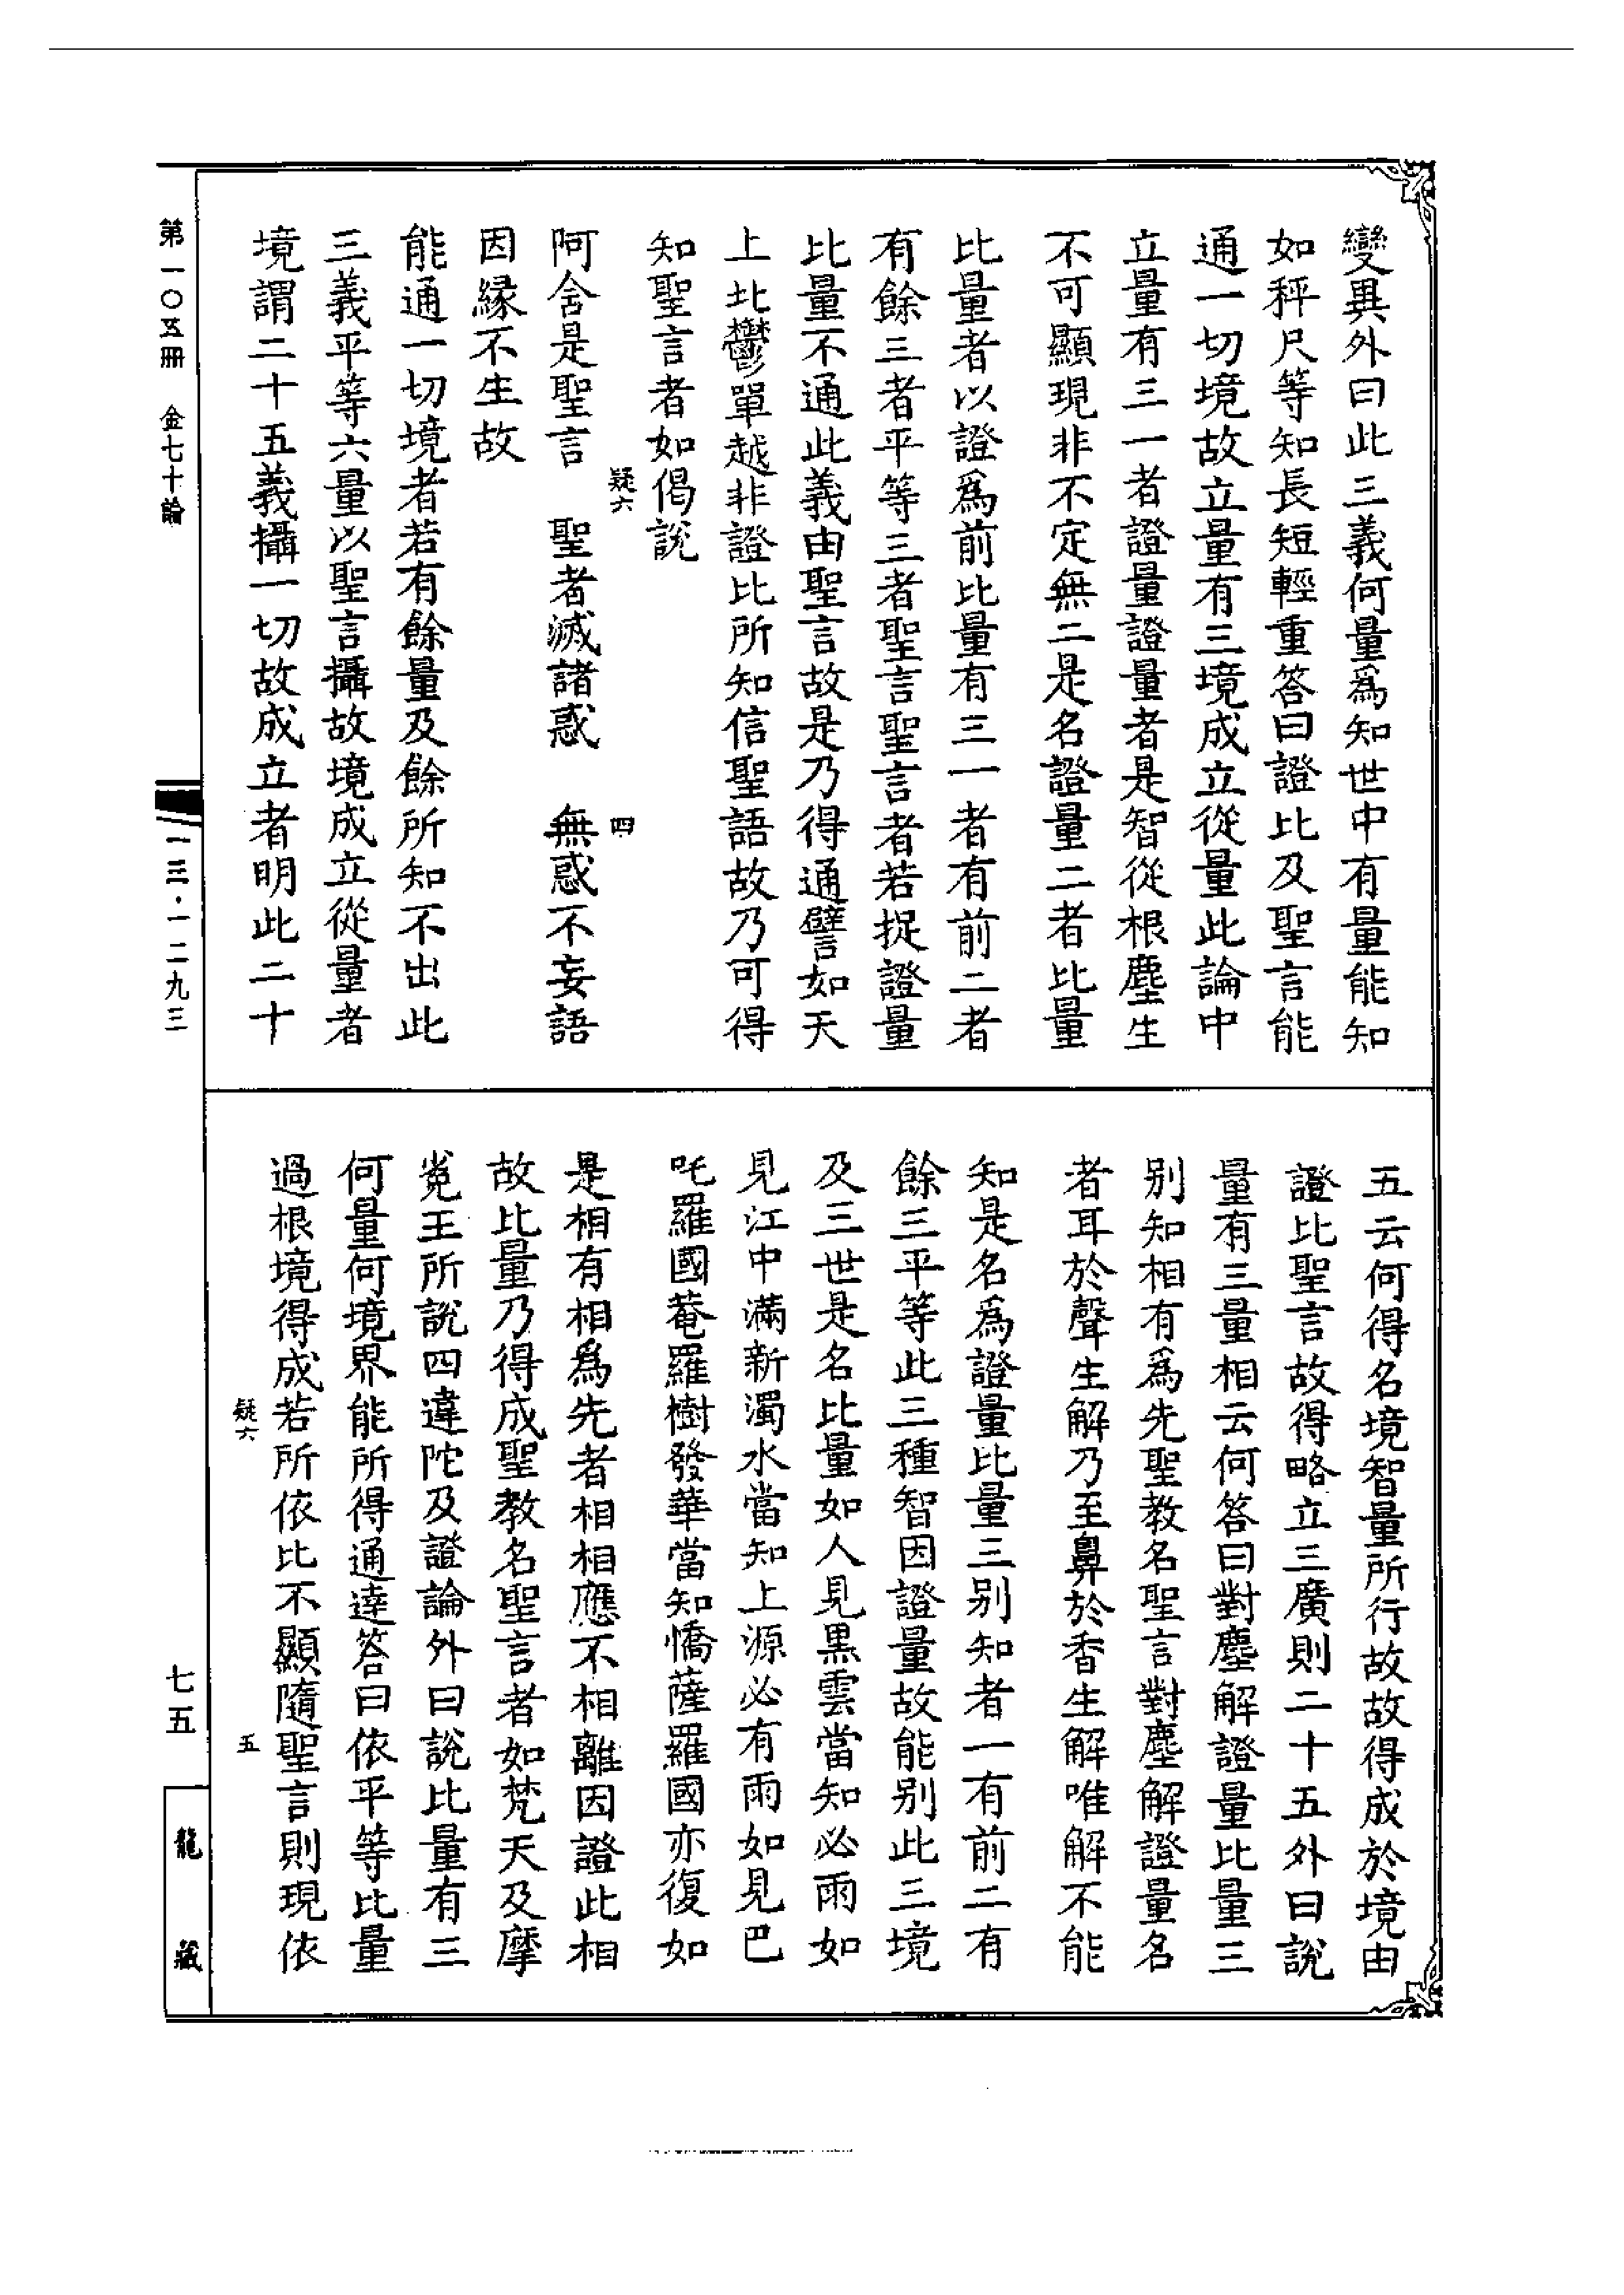 變異外曰此三義何量爲知世中有量能知
如秤尺等知長短輕重答曰證比及聖言能
通一切境故立量有三境成立從量此論中
立量有三一者證量證量者是智從根塵生
不可顯現非不定無二是名證量二者比量
比量者以證爲前比量有三一者有前二者
有餘三者平等三者聖言聖言者若捉證量
比量不通此義由聖言故是乃得通譬如天
上北鬱單越非證比所知信聖語故乃可得
知聖言者如偈說
疑六 四
阿含是聖言 聖者滅諸惑 無惑不妄語
因緣不生故
能通一切境者若有餘量及餘所知不出此
三義平等六量以聖言攝故境成立從量者
境謂二十五義攝一切故成立者明此二十
五云何得名境智量所行故故得成於境由
證比聖言故得略立三廣則二十五外曰說
量有三量相云何答曰對塵解證量比量三
别知相有爲先聖教名聖言對塵解證量名
者耳於聲生解乃至鼻於香生解唯解不能
知是名爲證量比量三别知者一有前二有
餘三平等此三種智因證量故能别此三境
及三世是名比量如人見黑雲當知必雨如
見江中滿新濁水當知上源必有雨如見巴
吒羅國菴羅樹發華當知憍薩羅國亦復如
是相有相爲先者相相應不相離因證此相
故比量乃得成聖教名聖言者如梵天及摩
㝹王所說四違陀及證論外曰說比量有三
何量何境界能所得通達答曰依平等比量
過根境得成若所依比不顯隨聖言則現依
疑六 五
第一〇五冊 金七十論
一三·一二九三
七五
龍藏